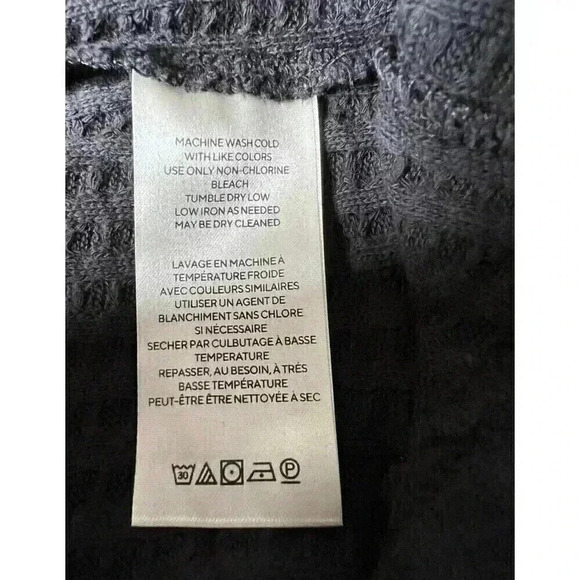 MACHINE WASH COLD
WITH LIKE COLORS
USE ONLY NON-CHLORINE
BLEACH
TUMBLE DRY LOW
LOW IRON AS NEEDED
MAY BE DRY CLEANED
LAVAGE EN MACHINE À
TEMPÉRATURE FROIDE
AVEC COULEURS SIMILAIRES
UTILISER UN AGENT DE
BLANCHIMENT SANS CHLORE
SI NÉCESSAIRE
SECHER PAR CULBUTAGE À BASSE
TEMPERATURE
REPASSER, AU BESOIN, À TRÉS
BASSE TEMPÉRATURE
PEUT-ÊTRE ÊTRE NETTOYÉE À SEC
30 P